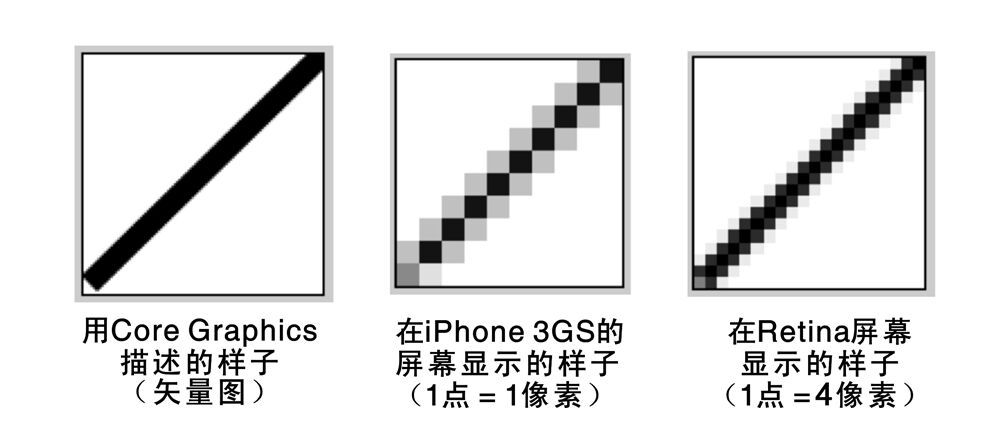 用Core Graphics
描述的样子
（矢量图）
在iPhone 3GS的
屏幕显示的样子
（1点 = 1像素）
在Retina屏幕
显示的样子
（1点 =4像素）